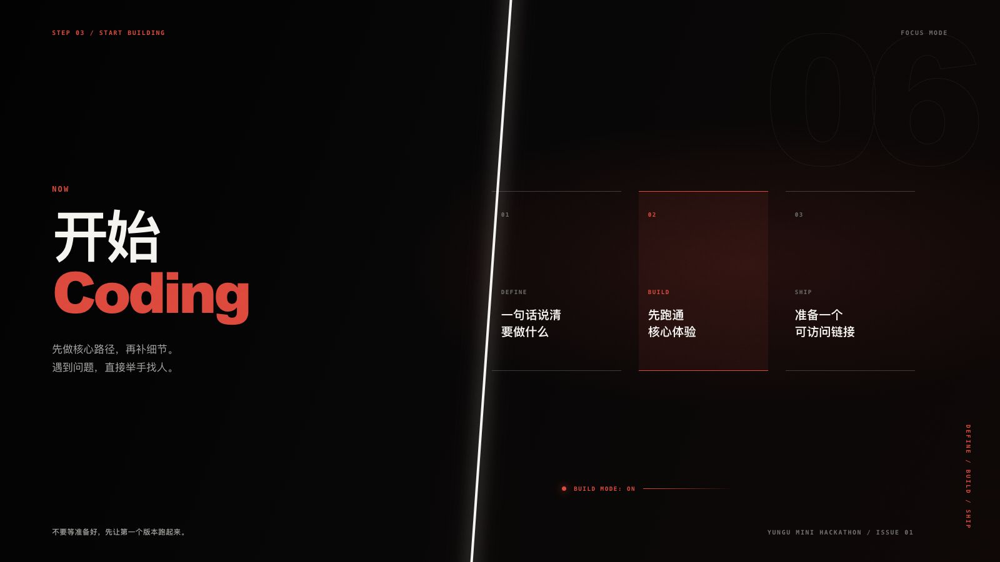 STEP 03 / START BUILDING
FOCUS MODE
06
NOW
开始
Coding
先做核心路径，再补细节。
遇到问题，直接举手找人。
01
DEFINE
一句话说清
要做什么
02
BUILD
先跑通
核心体验
03
SHIP
准备一个
可访问链接
BUILD MODE: ON
DEFINE / BUILD / SHIP
不要等准备好，先让第一个版本跑起来。
YUNGU MINI HACKATHON / ISSUE 01